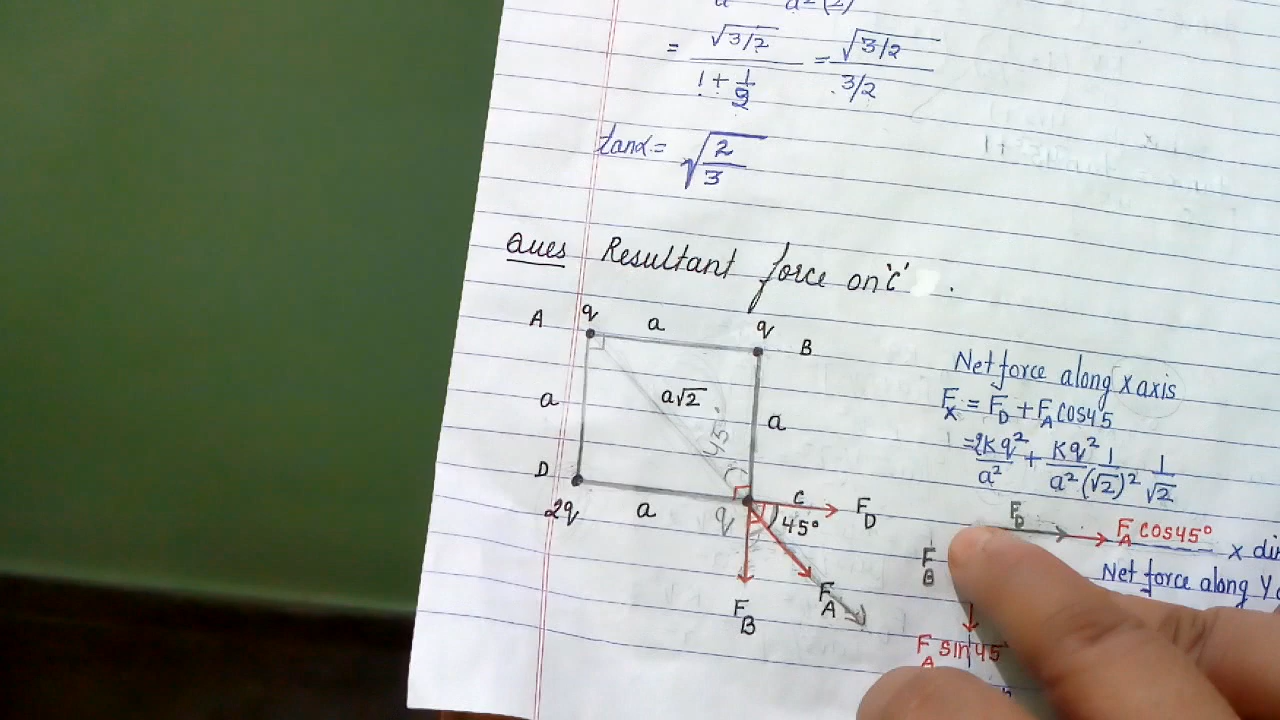 = √3/2 / 1 + 1/2 = √3/2 / 3/2
tanα = √2/3
Ques Resultant force on 'C' .
A q a q B
a a√2 45° a
D 2q a q C 45° F_D
F_B F_A
Net force along x axis
F_x = F_D + F_A cos45
= 2Kq²/a² + Kq²/a²(√2)² 1 1/√2
F_D F_A cos45°
F_B
Net force along Y
F_A sin45